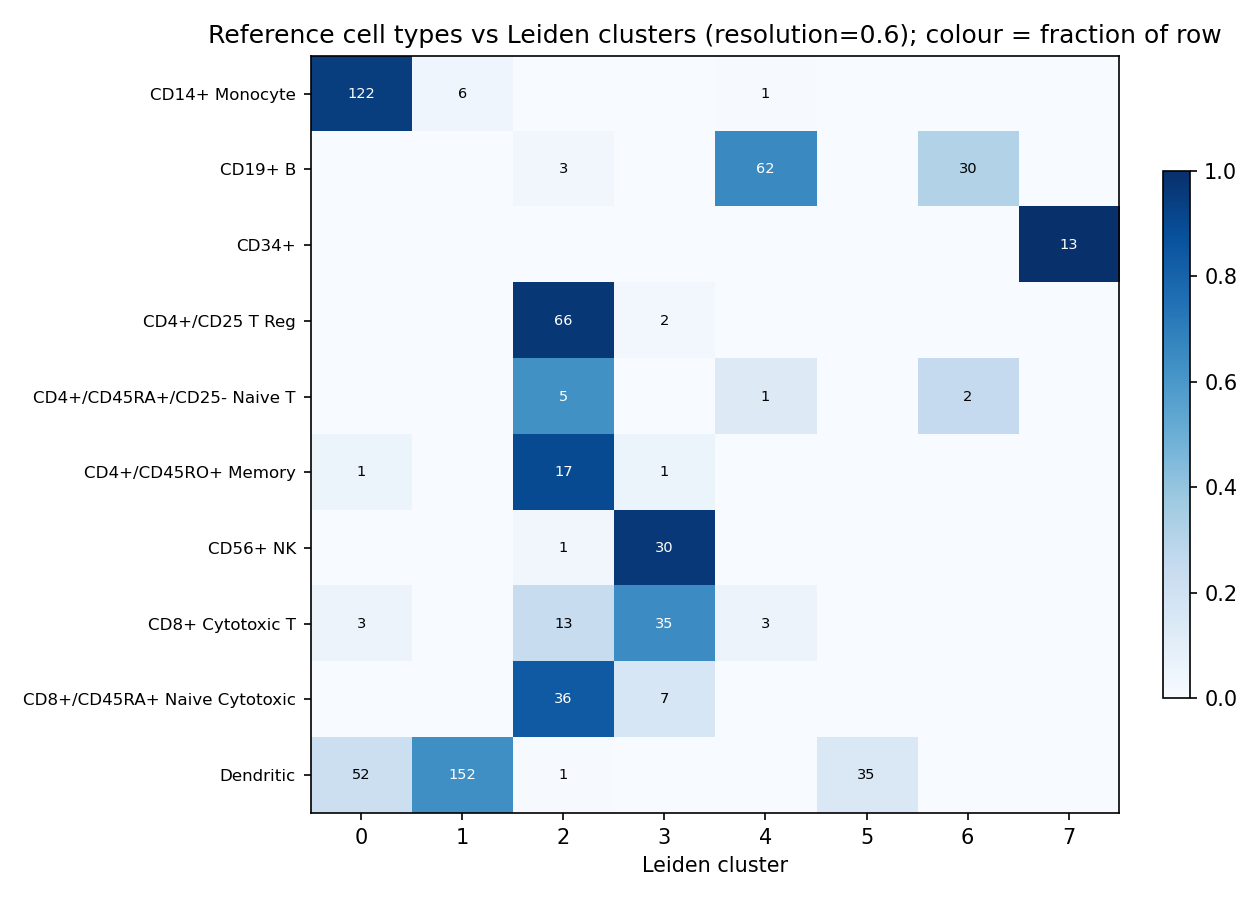 Reference cell types vs Leiden clusters (resolution=0.6); colour = fraction of row
CD14+ Monocyte 122 6 1
CD19+ B 3 62 30
CD34+ 13
CD4+/CD25 T Reg 66 2
CD4+/CD45RA+/CD25- Naive T 5 1 2
CD4+/CD45RO+ Memory 1 17 1
CD56+ NK 1 30
CD8+ Cytotoxic T 3 13 35 3
CD8+/CD45RA+ Naive Cytotoxic 36 7
Dendritic 52 152 1 35
0 1 2 3 4 5 6 7
Leiden cluster
1.0
0.8
0.6
0.4
0.2
0.0